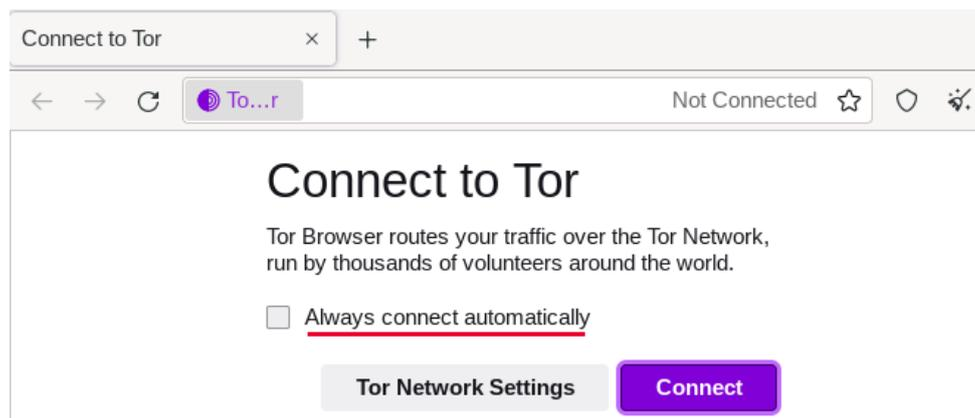 Connect to Tor
To...r
Not Connected
Connect to Tor
Tor Browser routes your traffic over the Tor Network,
run by thousands of volunteers around the world.
Always connect automatically
Tor Network Settings
Connect